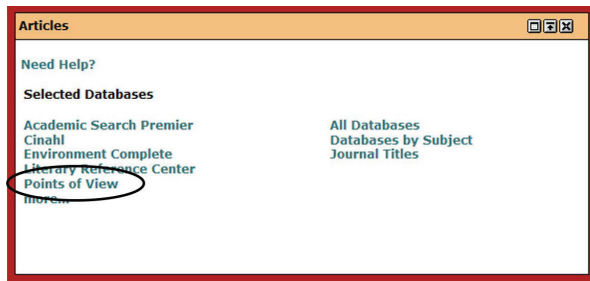 Articles
Need Help?
Selected Databases
Academic Search Premier
Cinahl
Environment Complete
Literary Reference Center
Points of View
more...
All Databases
Databases by Subject
Journal Titles